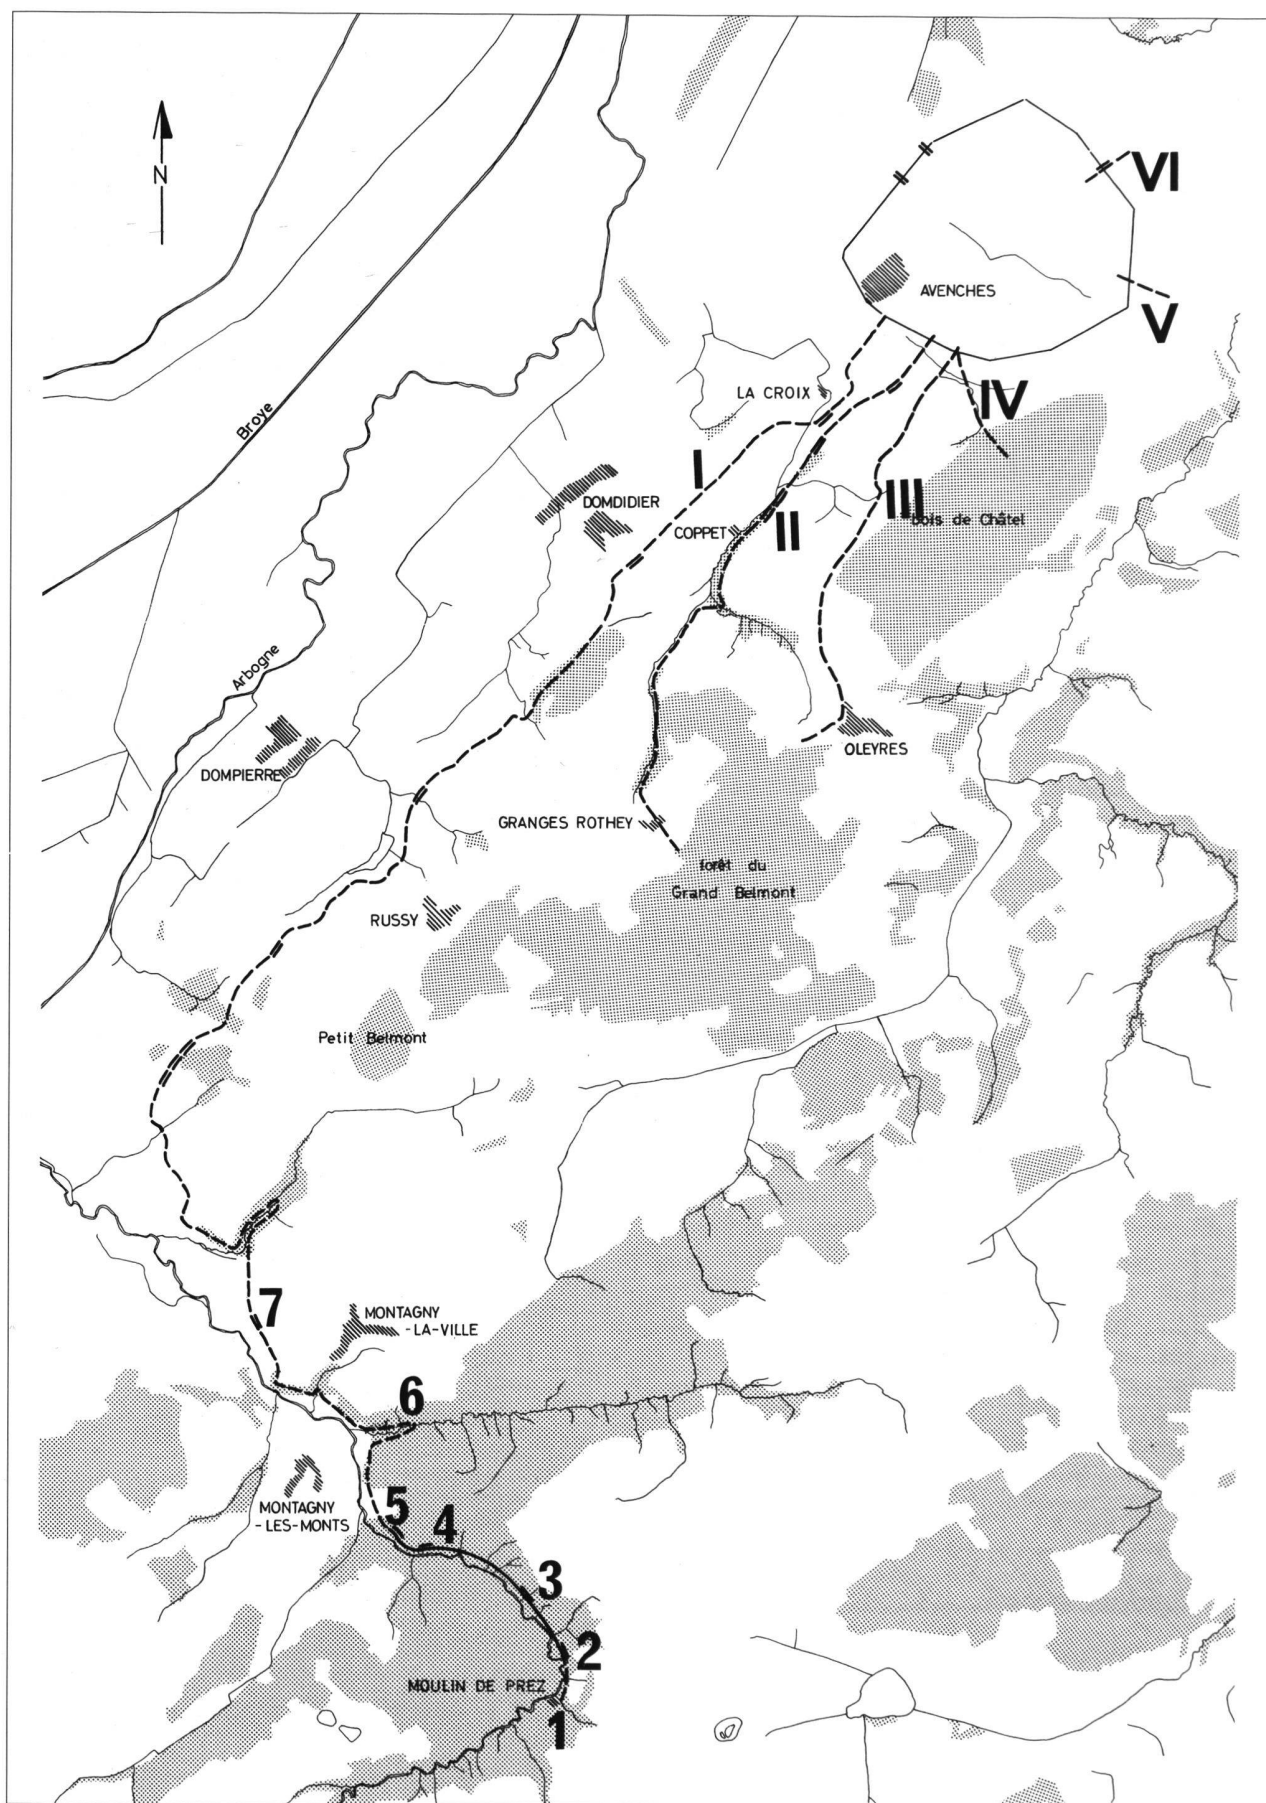 N
VI
AVENCHES
V
LA CROIX
IV
Broye
I
DOMDIDIER
III
bois de Châtel
COPPET
II
Arbogne
OLEYRES
DOMPIERRE
GRANGES ROTHEY
forêt du
Grand Belmont
RUSSY
Petit Belmont
7
MONTAGNY
-LA-VILLE
6
MONTAGNY
-LES-MONTS
5
4
3
2
MOULIN DE PREZ
1